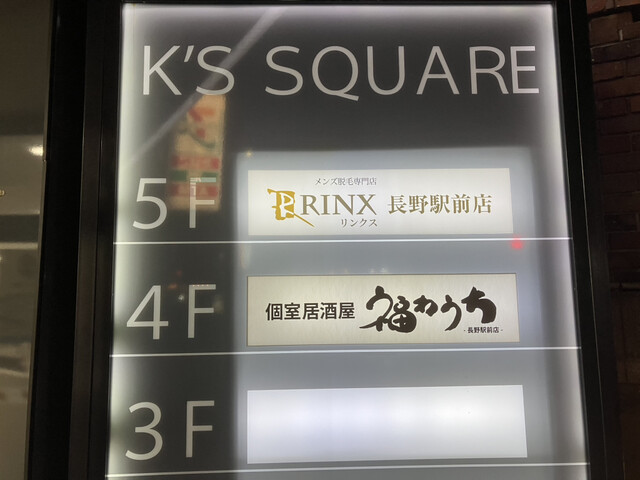 K'S SQUARE
5F
メンズ脱毛専門店
RINX 長野駅前店
リンクス
4F
個室居酒屋 福わうち
-長野駅前店-
3F